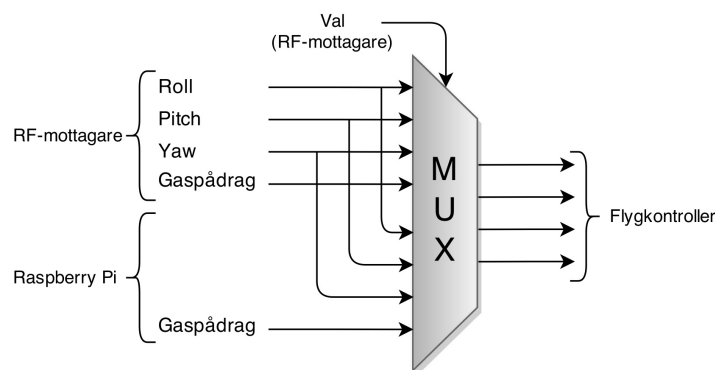 Val
(RF-mottagare)
RF-mottagare
Roll
Pitch
Yaw
Gaspådrag
Raspberry Pi
Gaspådrag
M
U
X
Flygkontroller